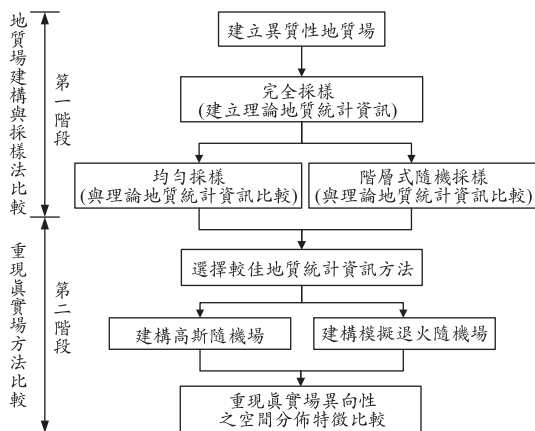 地質場建構與採樣法比較
第一階段
建立異質性地質場
完全採樣
(建立理論地質統計資訊)
均勻採樣
(與理論地質統計資訊比較)
階層式隨機採樣
(與理論地質統計資訊比較)
重現真實場方法比較
第二階段
選擇較佳地質統計資訊方法
建構高斯隨機場
建構模擬退火隨機場
重現真實場異向性
之空間分佈特徵比較